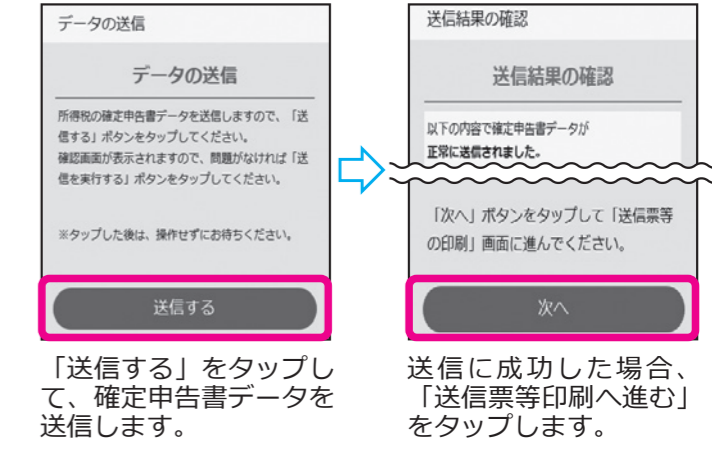 データの送信
データの送信
所得税の確定申告書データを送信しますので、「送
信する」ボタンをタップしてください。
確認画面が表示されますので、問題がなければ「送
信を実行する」ボタンをタップしてください。
※タップした後は、操作せずにお待ちください。
送信する
「送信する」をタップし
て、確定申告書データを
送信します。
送信結果の確認
送信結果の確認
以下の内容で確定申告書データが
正常に送信されました。
「次へ」ボタンをタップして「送信票等
の印刷」画面に進んでください。
次へ
送信に成功した場合、
「送信票等印刷へ進む」
をタップします。